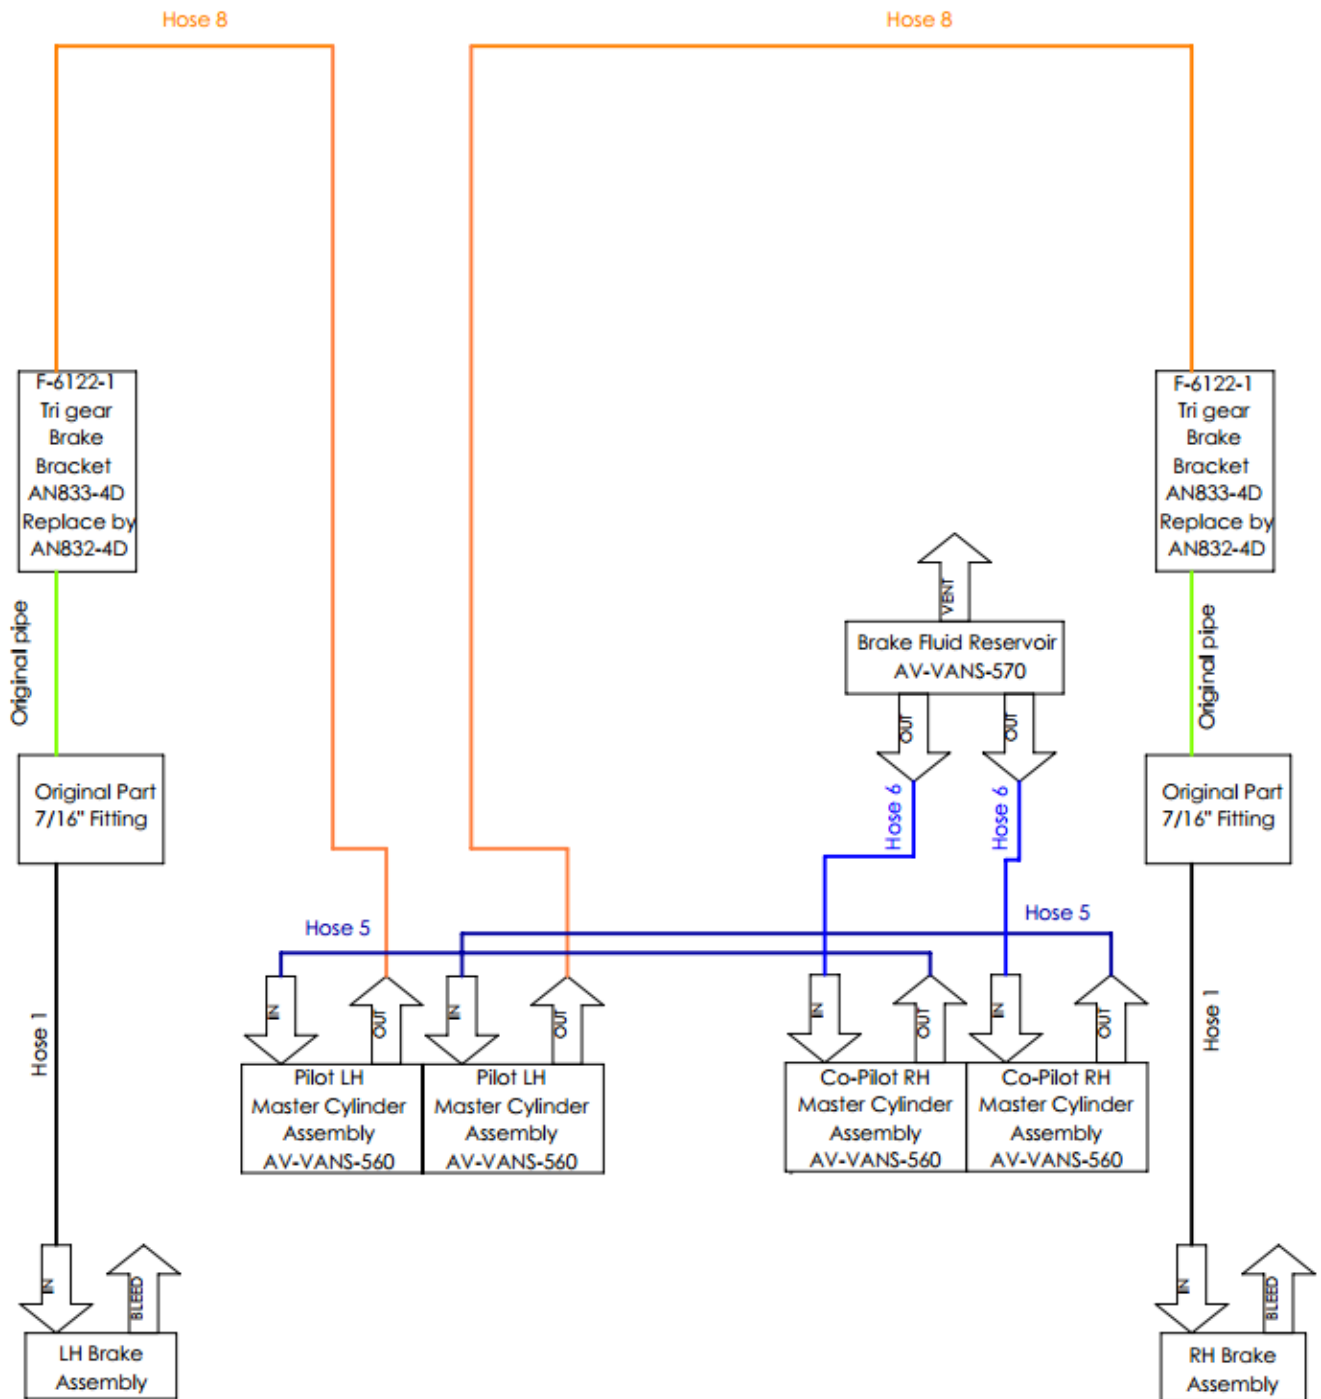 Hose 8
Hose 8
F-6122-1
Tri gear
Brake
Bracket
AN833-4D
Replace by
AN832-4D
F-6122-1
Tri gear
Brake
Bracket
AN833-4D
Replace by
AN832-4D
Original pipe
Original pipe
VENT
Brake Fluid Reservoir
AV-VANS-570
OUT
OUT
Original Part
7/16" Fitting
Original Part
7/16" Fitting
Hose 6
Hose 6
Hose 5
Hose 5
Hose 1
Hose 1
IN
OUT
IN
OUT
IN
OUT
IN
OUT
Pilot LH
Master Cylinder
Assembly
AV-VANS-560
Pilot LH
Master Cylinder
Assembly
AV-VANS-560
Co-Pilot RH
Master Cylinder
Assembly
AV-VANS-560
Co-Pilot RH
Master Cylinder
Assembly
AV-VANS-560
IN
BLEED
LH Brake
Assembly
IN
BLEED
RH Brake
Assembly